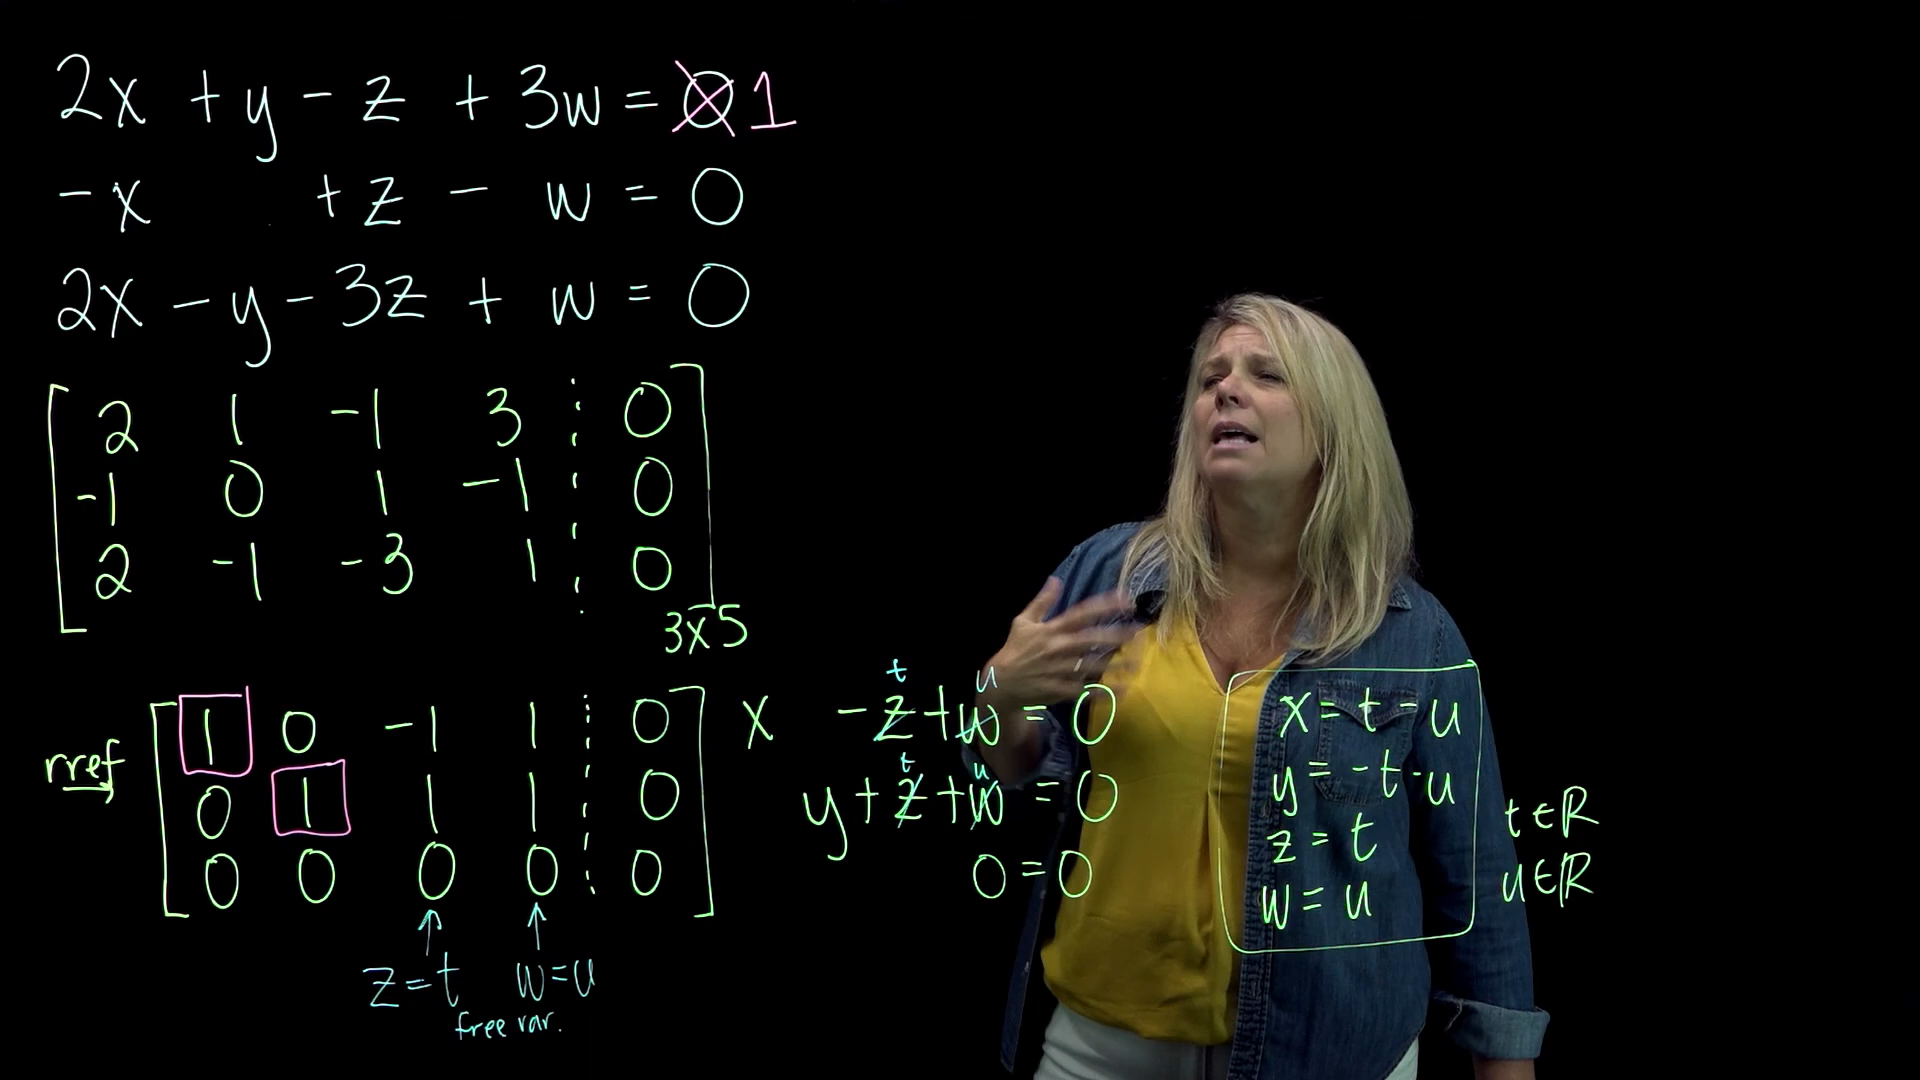 2x + y - z + 3w = 0 1
-x + z - w = 0
2x - y - 3z + w = 0
2 1 -1 3 0
-1 0 1 -1 0
2 -1 -3 1 0
3x5
rref
1 0 -1 1 0
0 1 1 1 0
0 0 0 0 0
z=t w=u
free var.
t u
x -z+w = 0
t u
y+z+w = 0
0=0
x = t - u
y = -t - u
z = t
w = u
t ∈ ℝ
u ∈ ℝ